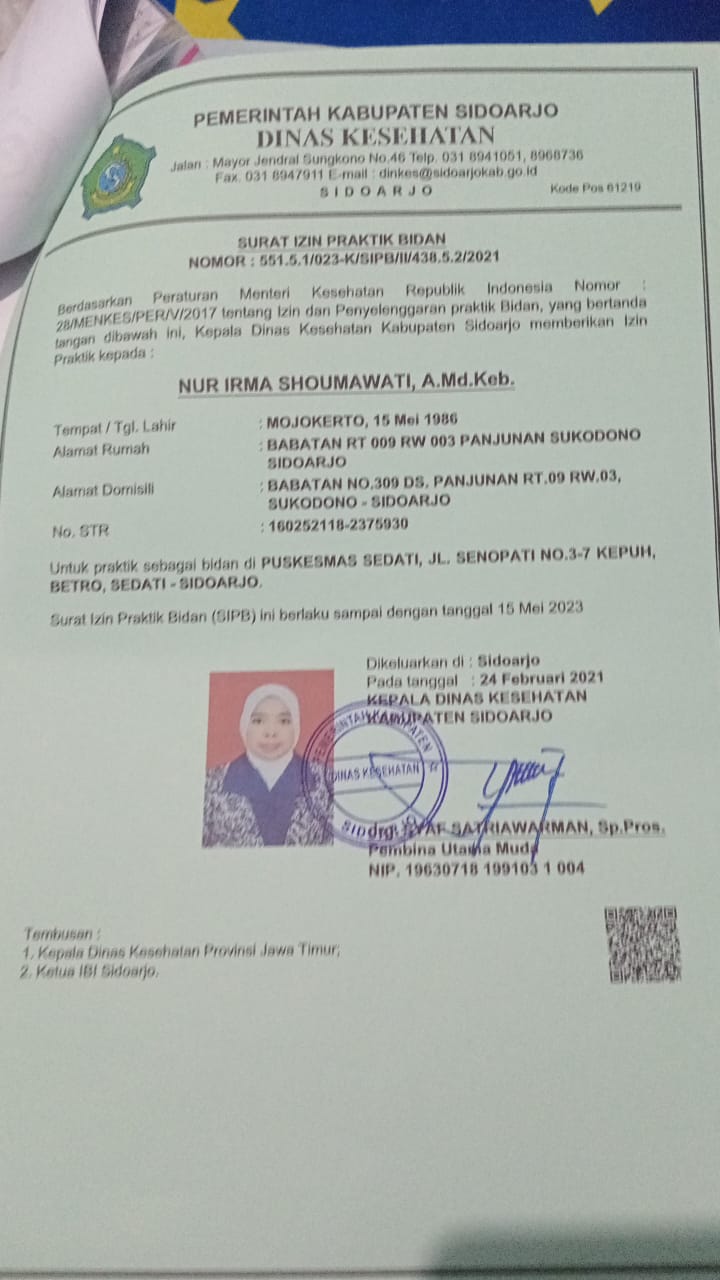 PEMERINTAH KABUPATEN SIDOARJO
DINAS KESEHATAN
Jalan : Mayor Jendral Sungkono No.46 Telp. 031 8941051, 8968736
Fax. 031 8947911 E-mail : dinkes@sidoarjokab.go.id
S I D O A R J O
Kode Pos 61219
SURAT IZIN PRAKTIK BIDAN
NOMOR : 551.5.1/023-K/SIPB/II/438.5.2/2021
Berdasarkan Peraturan Menteri Kesehatan Republik Indonesia Nomor :
28/MENKES/PER/V/2017 tentang Izin dan Penyelenggaran praktik Bidan, yang bertanda
tangan dibawah ini, Kepala Dinas Kesehatan Kabupaten Sidoarjo memberikan Izin
Praktik kepada :
NUR IRMA SHOUMAWATI, A.Md.Keb.
Tempat / Tgl. Lahir : MOJOKERTO, 15 Mei 1986
Alamat Rumah : BABATAN RT 009 RW 003 PANJUNAN SUKODONO
SIDOARJO
Alamat Domisili : BABATAN NO.309 DS. PANJUNAN RT.09 RW.03,
SUKODONO - SIDOARJO
No. STR : 160252118-2375930
Untuk praktik sebagai bidan di PUSKESMAS SEDATI, JL. SENOPATI NO.3-7 KEPUH,
BETRO, SEDATI - SIDOARJO.
Surat Izin Praktik Bidan (SIPB) ini berlaku sampai dengan tanggal 15 Mei 2023
Dikeluarkan di : Sidoarjo
Pada tanggal : 24 Februari 2021
KEPALA DINAS KESEHATAN
KABUPATEN SIDOARJO
PEMERINTAH KABUPATEN
DINAS KESEHATAN
drg. SATRIAWARMAN, Sp.Pros.
Pembina Utama Muda
NIP. 19630718 199103 1 004
Tembusan :
1. Kepala Dinas Kesehatan Provinsi Jawa Timur;
2. Ketua IBI Sidoarjo.